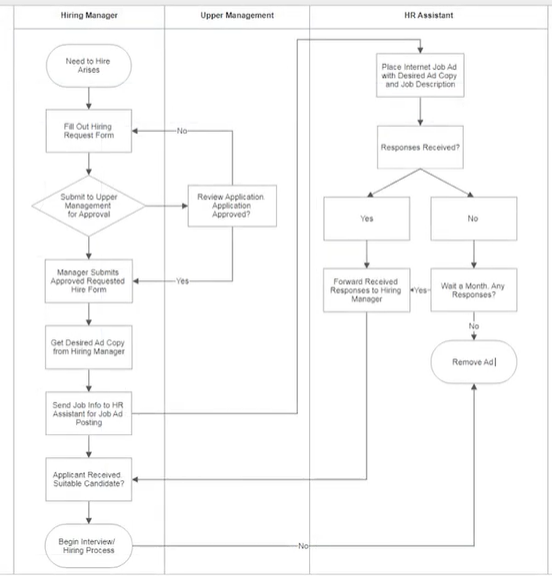 Hiring Manager
Upper Management
HR Assistant
Need to Hire
Arises
Fill Out Hiring
Request Form
No
Submit to Upper
Management
for Approval
Review Application
Application
Approved?
Manager Submits
Approved Requested
Hire Form
Yes
Get Desired Ad Copy
from Hiring Manager
Send Job Info to HR
Assistant for Job Ad
Posting
Applicant Received
Suitable Candidate?
Begin Interview/
Hiring Process
No
Place Internet Job Ad
with Desired Ad Copy
and Job Description
Responses Received?
Yes
No
Forward Received
Responses to Hiring
Manager
Yes
Wait a Month. Any
Responses?
No
Remove Ad